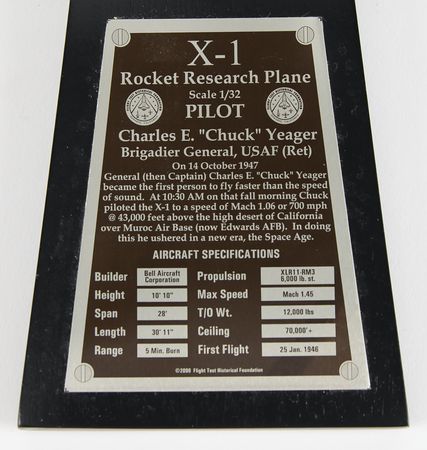 X-1
Rocket Research Plane
Scale 1/32
PILOT
Charles E. "Chuck" Yeager
Brigadier General, USAF (Ret)
On 14 October 1947
General (then Captain) Charles E. "Chuck" Yeager
became the first person to fly faster than the speed
of sound. At 10:30 AM on that fall morning Chuck
piloted the X-1 to a speed of Mach 1.06 or 700 mph
@ 43,000 feet above the high desert of California
over Muroc Air Base (now Edwards AFB). In doing
this he ushered in a new era, the Space Age.
AIRCRAFT SPECIFICATIONS
Builder Bell Aircraft Corporation Propulsion XLR11-RM3 6,000 lb. st.
Height 10' 10" Max Speed Mach 1.45
Span 28' T/O Wt. 12,000 lbs
Length 30' 11" Ceiling 70,000'+
Range 5 Min. Born First Flight 25 Jan. 1946
©2000 Flight Test Historical Foundation